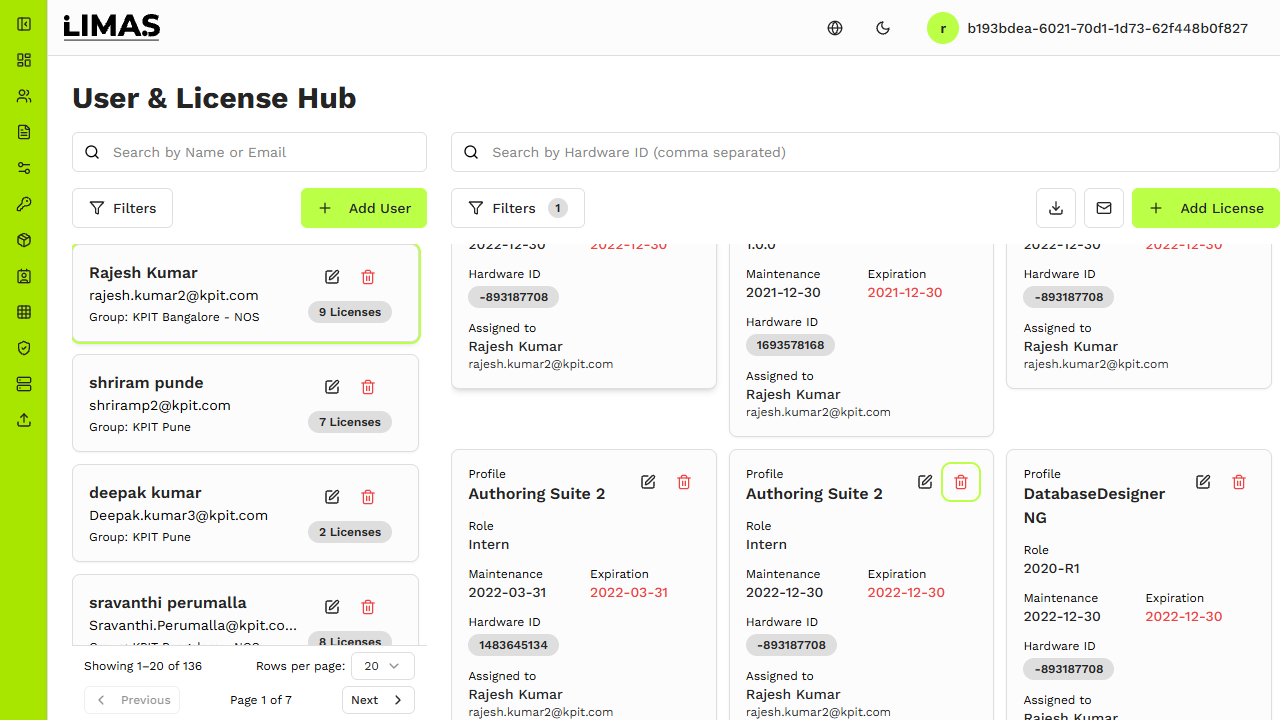 LIMAS
r
b193bdea-6021-70d1-1d73-62f448b0f827
User & License Hub
Search by Name or Email
Filters
Add User
Rajesh Kumar
rajesh.kumar2@kpit.com
Group: KPIT Bangalore - NOS
9 Licenses
shriram punde
shriramp2@kpit.com
Group: KPIT Pune
7 Licenses
deepak kumar
Deepak.kumar3@kpit.com
Group: KPIT Pune
2 Licenses
sravanthi perumalla
Sravanthi.Perumalla@kpit.co...
Group: KPIT Bangalore - NOS
8 Licenses
Showing 1–20 of 136
Rows per page:
20
Previous
Page 1 of 7
Next
Search by Hardware ID (comma separated)
Filters
1
Add License
2022-12-30
2022-12-30
Hardware ID
-893187708
Assigned to
Rajesh Kumar
rajesh.kumar2@kpit.com
1.0.0
Maintenance
Expiration
2021-12-30
2021-12-30
Hardware ID
1693578168
Assigned to
Rajesh Kumar
rajesh.kumar2@kpit.com
2022-12-30
2022-12-30
Hardware ID
-893187708
Assigned to
Rajesh Kumar
rajesh.kumar2@kpit.com
Profile
Authoring Suite 2
Role
Intern
Maintenance
Expiration
2022-03-31
2022-03-31
Hardware ID
1483645134
Assigned to
Rajesh Kumar
rajesh.kumar2@kpit.com
Profile
Authoring Suite 2
Role
Intern
Maintenance
Expiration
2022-12-30
2022-12-30
Hardware ID
-893187708
Assigned to
Rajesh Kumar
rajesh.kumar2@kpit.com
Profile
DatabaseDesigner
NG
Role
2020-R1
Maintenance
Expiration
2022-12-30
2022-12-30
Hardware ID
-893187708
Assigned to
Rajesh Kumar